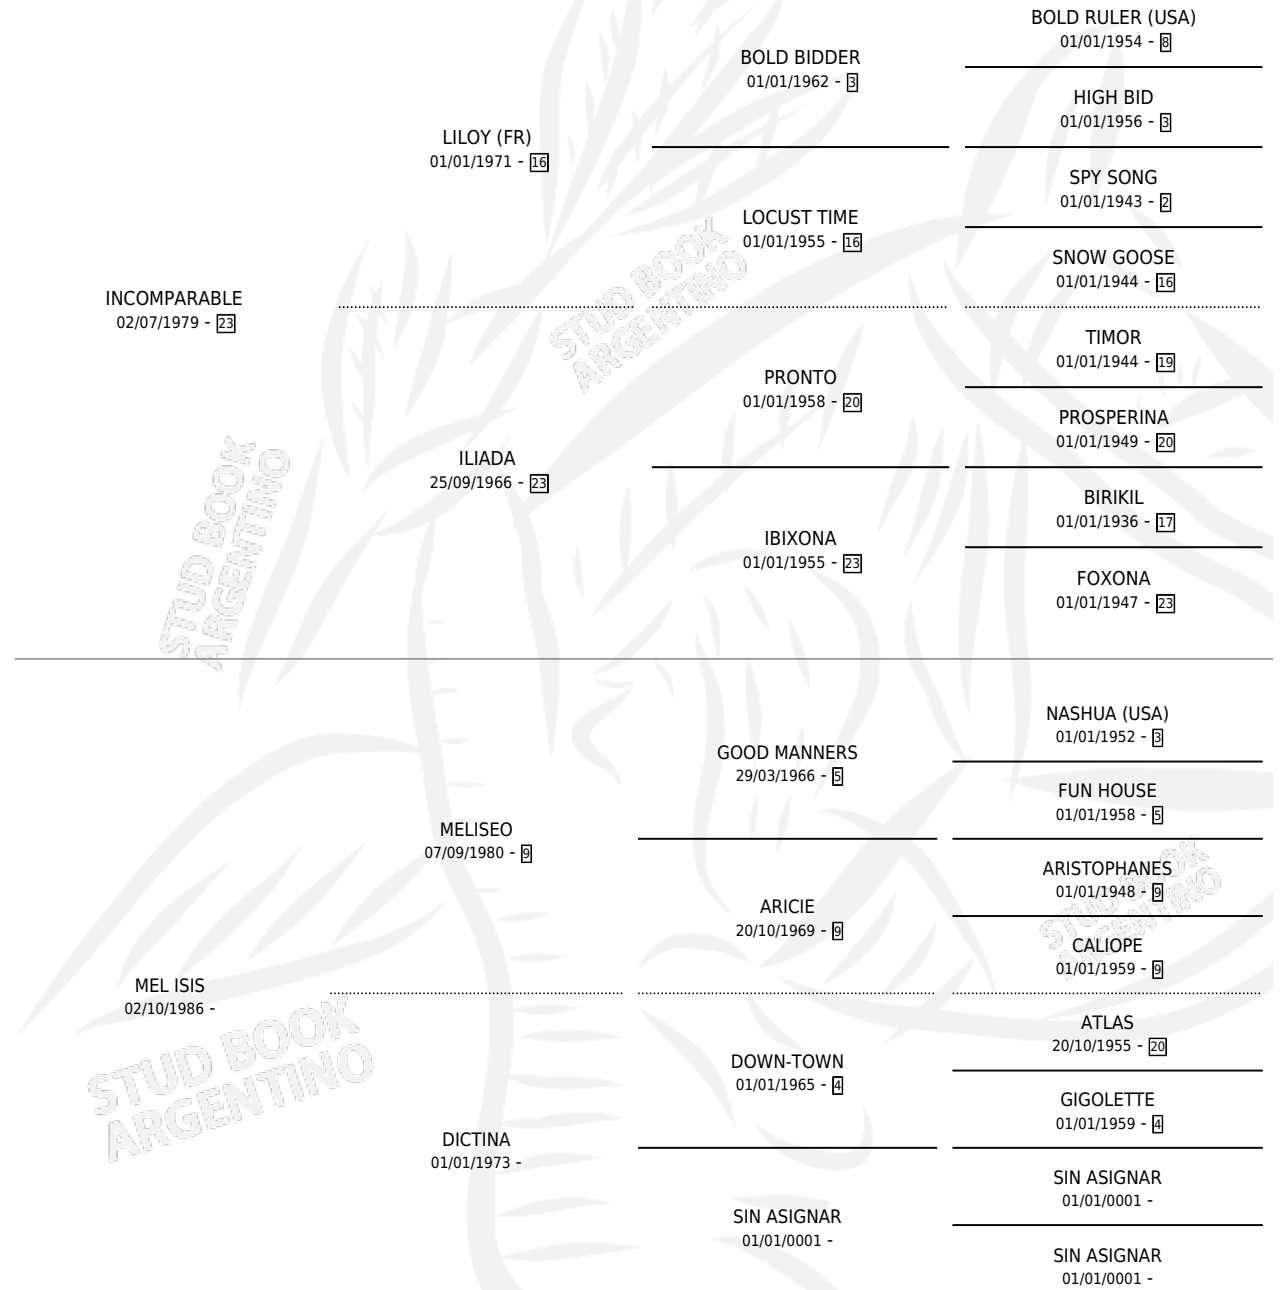 BOLD RULER (USA)
01/01/1954 - 8
BOLD BIDDER
01/01/1962 - 3
HIGH BID
01/01/1956 - 3
LILOY (FR)
01/01/1971 - 16
SPY SONG
01/01/1943 - 2
LOCUST TIME
01/01/1955 - 16
SNOW GOOSE
01/01/1944 - 16
INCOMPARABLE
02/07/1979 - 23
TIMOR
01/01/1944 - 19
PRONTO
01/01/1958 - 20
PROSPERINA
01/01/1949 - 20
ILIADA
25/09/1966 - 23
BIRIKIL
01/01/1936 - 17
IBIXONA
01/01/1955 - 23
FOXONA
01/01/1947 - 23
NASHUA (USA)
01/01/1952 - 3
GOOD MANNERS
29/03/1966 - 5
FUN HOUSE
01/01/1958 - 5
MELISEO
07/09/1980 - 9
ARISTOPHANES
01/01/1948 - 9
ARICIE
20/10/1969 - 9
CALIOPE
01/01/1959 - 9
MEL ISIS
02/10/1986 -
ATLAS
20/10/1955 - 20
DOWN-TOWN
01/01/1965 - 4
GIGOLETTE
01/01/1959 - 4
DICTINA
01/01/1973 -
SIN ASIGNAR
01/01/0001 -
SIN ASIGNAR
01/01/0001 -
SIN ASIGNAR
01/01/0001 -
STUD BOOK
ARGENTINO
STUD BOOK
ARGENTINO
STUD BOOK
ARGENTINO
STUD BOOK
ARGENTINO